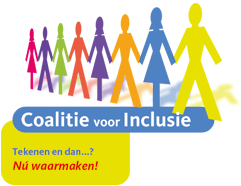 Coalitie voor Inclusie
Tekenen en dan...?
Nú waarmaken!